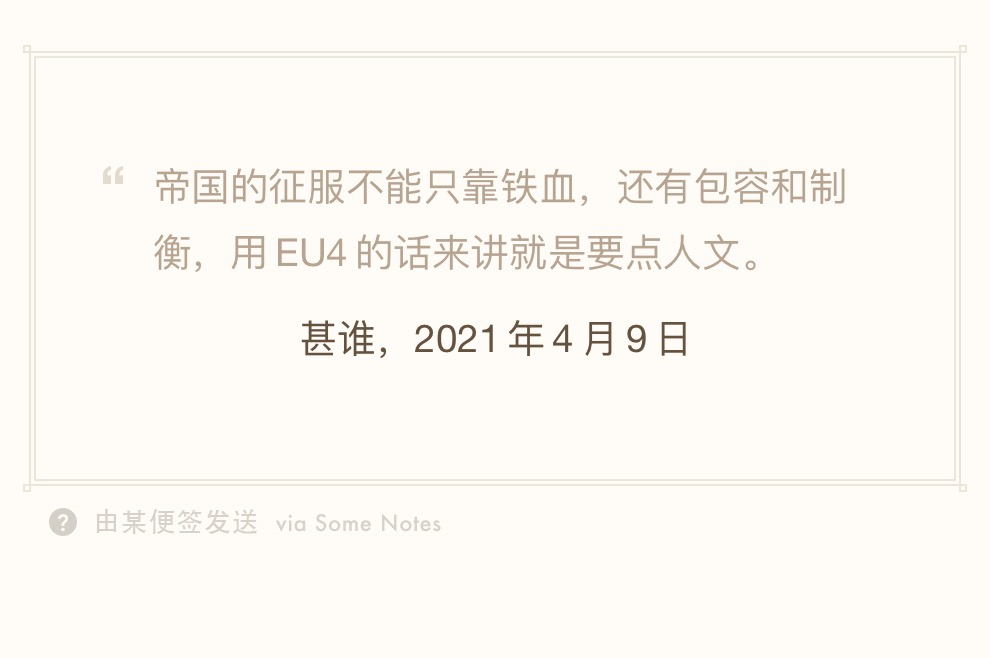 “ 帝国的征服不能只靠铁血，还有包容和制
衡，用 EU4 的话来讲就是要点人文。
甚谁，2021 年 4 月 9 日
? 由某便签发送 via Some Notes